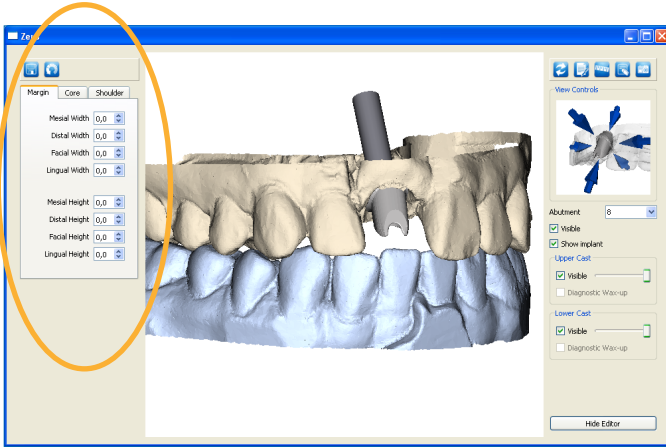 Zeno
Margin Core Shoulder
Mesial Width 0,0
Distal Width 0,0
Facial Width 0,0
Lingual Width 0,0
Mesial Height 0,0
Distal Height 0,0
Facial Height 0,0
Lingual Height 0,0
View Controls
Abutment 8
Visible
Show implant
Upper Cast
Visible
Diagnostic Wax-up
Lower Cast
Visible
Diagnostic Wax-up
Hide Editor